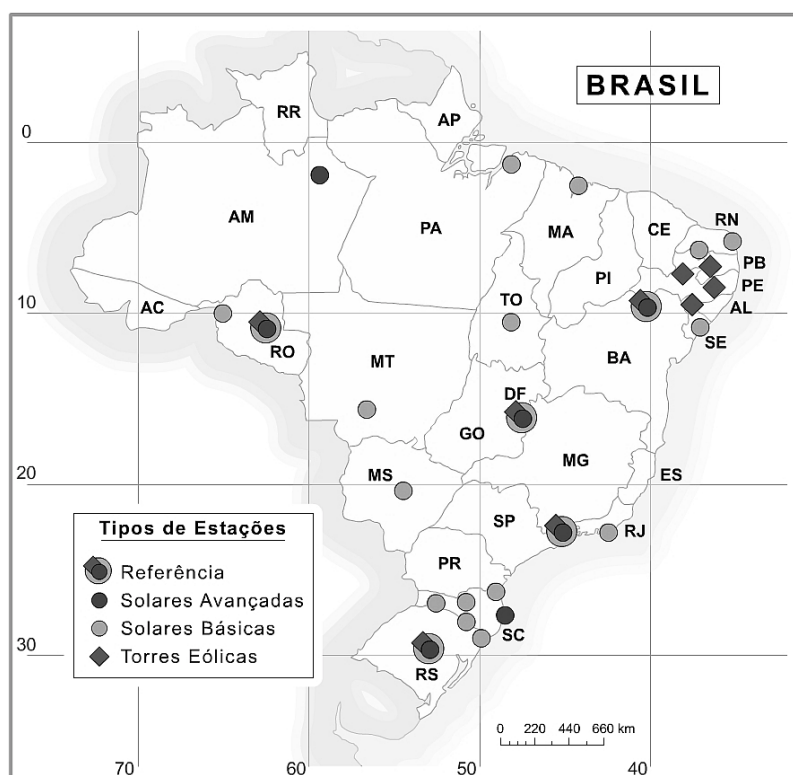 BRASIL
RR
AP
0
AM
PA
MA
CE
RN
PB
PI
PE
TO
AL
10
AC
SE
RO
BA
MT
DF
GO
MG
20
MS
ES
SP
RJ
PR
SC
30
RS
Tipos de Estações
Referência
Solares Avançadas
Solares Básicas
Torres Eólicas
0 220 440 660 km
70 60 50 40